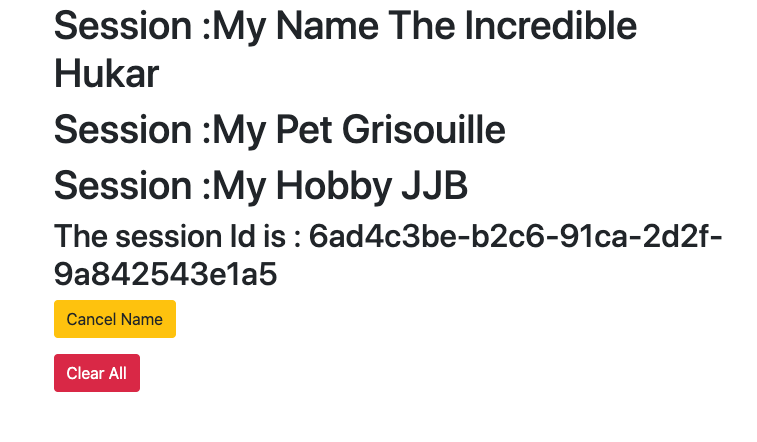 Session :My Name The Incredible
Hukar
Session :My Pet Grisouille
Session :My Hobby JJB
The session Id is : 6ad4c3be-b2c6-91ca-2d2f-
9a842543e1a5
Cancel Name
Clear All